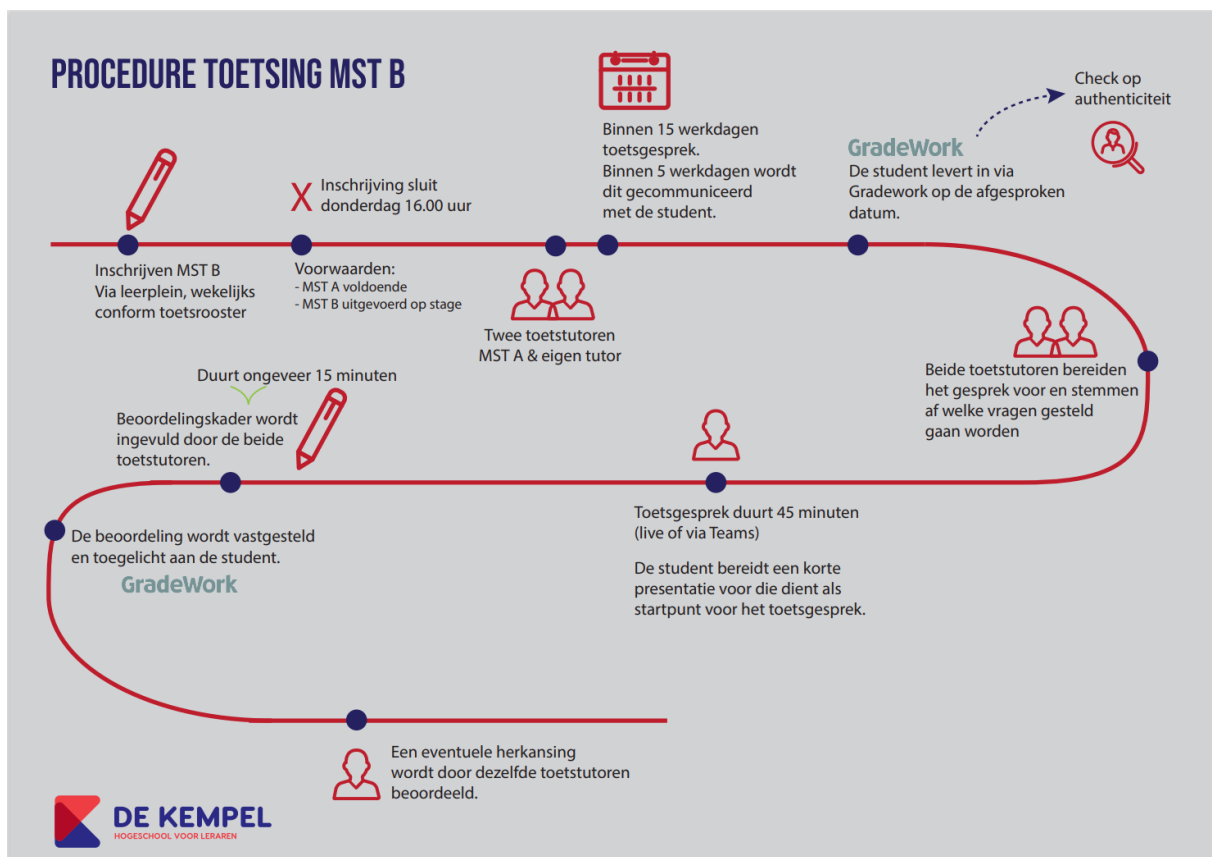 PROCEDURE TOETSING MST B
Inschrijven MST B
Via leerplein, wekelijks
conform toetsrooster
X
Inschrijving sluit
donderdag 16.00 uur
Voorwaarden:
- MST A voldoende
- MST B uitgevoerd op stage
Twee toetstutoren
MST A & eigen tutor
Binnen 15 werkdagen
toetsgesprek.
Binnen 5 werkdagen wordt
dit gecommuniceerd
met de student.
GradeWork
De student levert in via
Gradework op de afgesproken
datum.
Check op
authenticiteit
Beide toetstutoren bereiden
het gesprek voor en stemmen
af welke vragen gesteld
gaan worden
Toetsgesprek duurt 45 minuten
(live of via Teams)
De student bereidt een korte
presentatie voor die dient als
startpunt voor het toetsgesprek.
Duurt ongeveer 15 minuten
Beoordelingskader wordt
ingevuld door de beide
toetstutoren.
De beoordeling wordt vastgesteld
en toegelicht aan de student.
GradeWork
Een eventuele herkansing
wordt door dezelfde toetstutoren
beoordeeld.
DE KEMPEL
HOGESCHOOL VOOR LERAREN